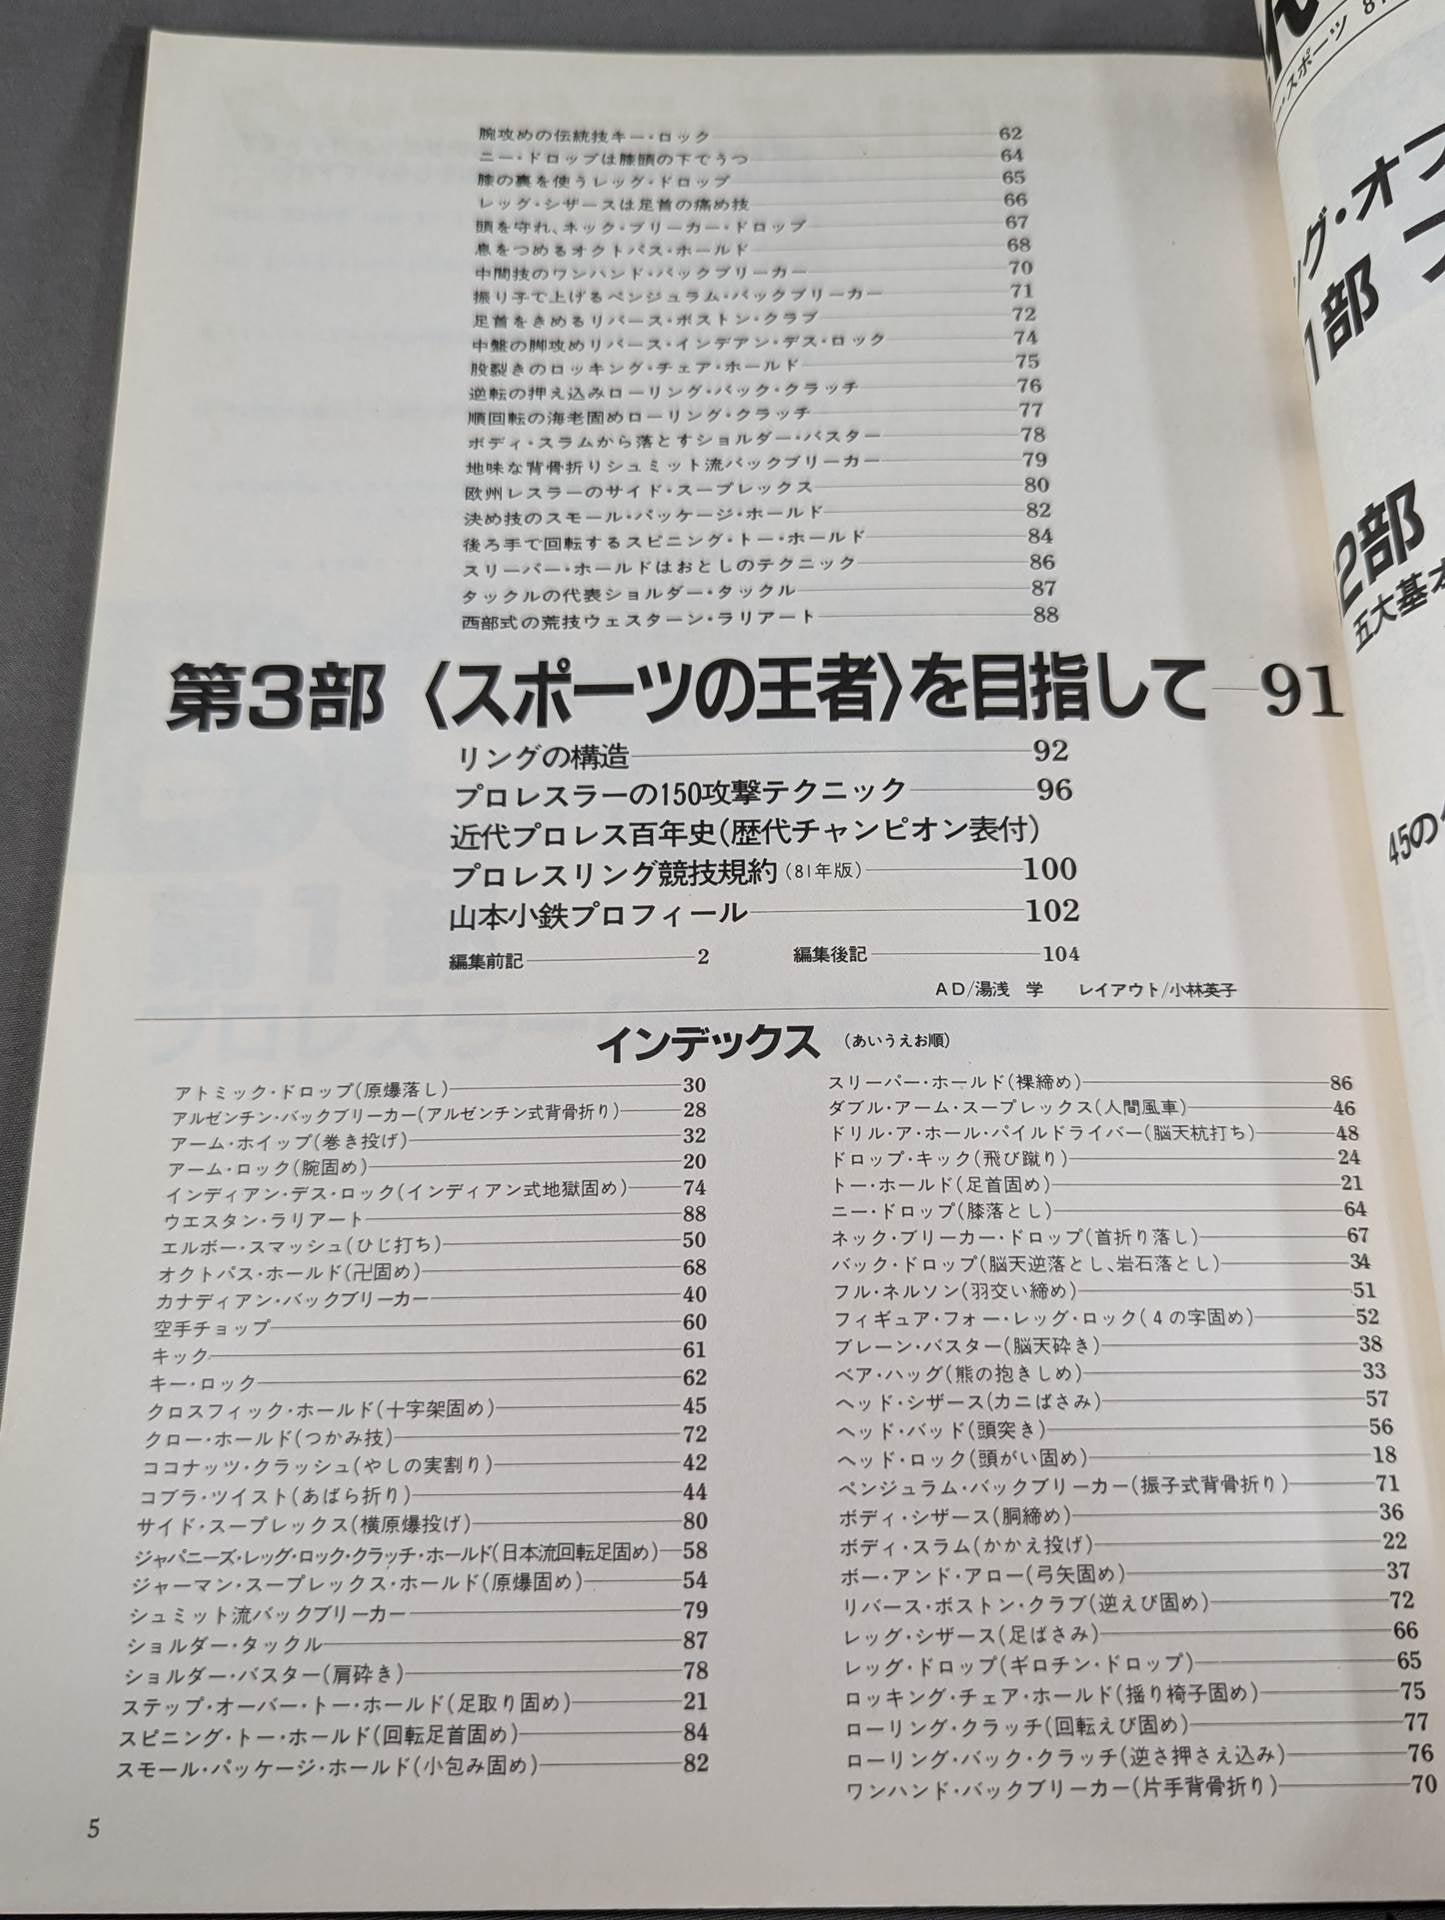 腕攻めの伝統技キー・ロック 62
ニー・ドロップは膝頭の下でうつ 64
膝の裏を使うレッグ・ドロップ 65
レッグ・シザースは足首の痛め技 66
頭を守れ、ネック・ブリーカー・ドロップ 67
息をつめるオクトパス・ホールド 68
中間技のワンハンド・バックブリーカー 70
振り子で上げるペンジュラム・バックブリーカー 71
足首をきめるリバース・ボストン・クラブ 72
中盤の脚攻めリバース・インデアン・デス・ロック 74
股裂きのロッキング・チェア・ホールド 75
逆転の押え込みローリング・バック・クラッチ 76
順回転の海老固めローリング・クラッチ 77
ボディ・スラムから落とすショルダー・バスター 78
地味な背骨折りシュミット流バックブリーカー 79
欧州レスラーのサイド・スープレックス 80
決め技のスモール・パッケージ・ホールド 82
後ろ手で回転するスピニング・トー・ホールド 84
スリーパー・ホールドはおとしのテクニック 86
タックルの代表ショルダー・タックル 87
西部式の荒技ウェスターン・ラリアート 88
第3部〈スポーツの王者〉を目指して 91
リングの構造 92
プロレスラーの150攻撃テクニック 96
近代プロレス百年史(歴代チャンピオン表付)
プロレスリング競技規約(81年版) 100
山本小鉄プロフィール 102
編集前記 2 編集後記 104
AD/湯浅 学 レイアウト/小林英子
インデックス (あいうえお順)
アトミック・ドロップ(原爆落し) 30
アルゼンチン・バックブリーカー(アルゼンチン式背骨折り) 28
アーム・ホイップ(巻き投げ) 32
アーム・ロック(腕固め) 20
インディアン・デス・ロック(インディアン式地獄固め) 74
ウエスタン・ラリアート 88
エルボー・スマッシュ(ひじ打ち) 50
オクトパス・ホールド(卍固め) 68
カナディアン・バックブリーカー 40
空手チョップ 60
キック 61
キー・ロック 62
クロスフィック・ホールド(十字架固め) 45
クロー・ホールド(つかみ技) 72
ココナッツ・クラッシュ(やしの実割り) 42
コブラ・ツイスト(あばら折り) 44
サイド・スープレックス(横原爆投げ) 80
ジャパニーズ・レッグ・ロック・クラッチ・ホールド(日本流回転足固め) 58
ジャーマン・スープレックス・ホールド(原爆固め) 54
シュミット流バックブリーカー 79
ショルダー・タックル 87
ショルダー・バスター(肩砕き) 78
ステップ・オーバー・トー・ホールド(足取り固め) 21
スピニング・トー・ホールド(回転足首固め) 84
スモール・パッケージ・ホールド(小包み固め) 82
スリーパー・ホールド(裸締め) 86
ダブル・アーム・スープレックス(人間風車) 46
ドリル・ア・ホール・パイルドライバー(脳天杭打ち) 48
ドロップ・キック(飛び蹴り) 24
トー・ホールド(足首固め) 21
ニー・ドロップ(膝落とし) 64
ネック・ブリーカー・ドロップ(首折り落し) 67
バック・ドロップ(脳天逆落とし、岩石落とし) 34
フル・ネルソン(羽交い締め) 51
フィギュア・フォー・レッグ・ロック(4の字固め) 52
ブレーン・バスター(脳天砕き) 38
ベア・ハッグ(熊の抱きしめ) 33
ヘッド・シザース(カニばさみ) 57
ヘッド・バッド(頭突き) 56
ヘッド・ロック(頭がい固め) 18
ペンジュラム・バックブリーカー(振子式背骨折り) 71
ボディ・シザース(胴締め) 36
ボディ・スラム(かかえ投げ) 22
ボー・アンド・アロー(弓矢固め) 37
リバース・ボストン・クラブ(逆えび固め) 72
レッグ・シザース(足ばさみ) 66
レッグ・ドロップ(ギロチン・ドロップ) 65
ロッキング・チェア・ホールド(揺り椅子固め) 75
ローリング・クラッチ(回転えび固め) 77
ローリング・バック・クラッチ(逆さ押さえ込み) 76
ワンハンド・バックブリーカー(片手背骨折り) 70
5
スポーツ
グ・オブ
1部
2部
五大基本
45の